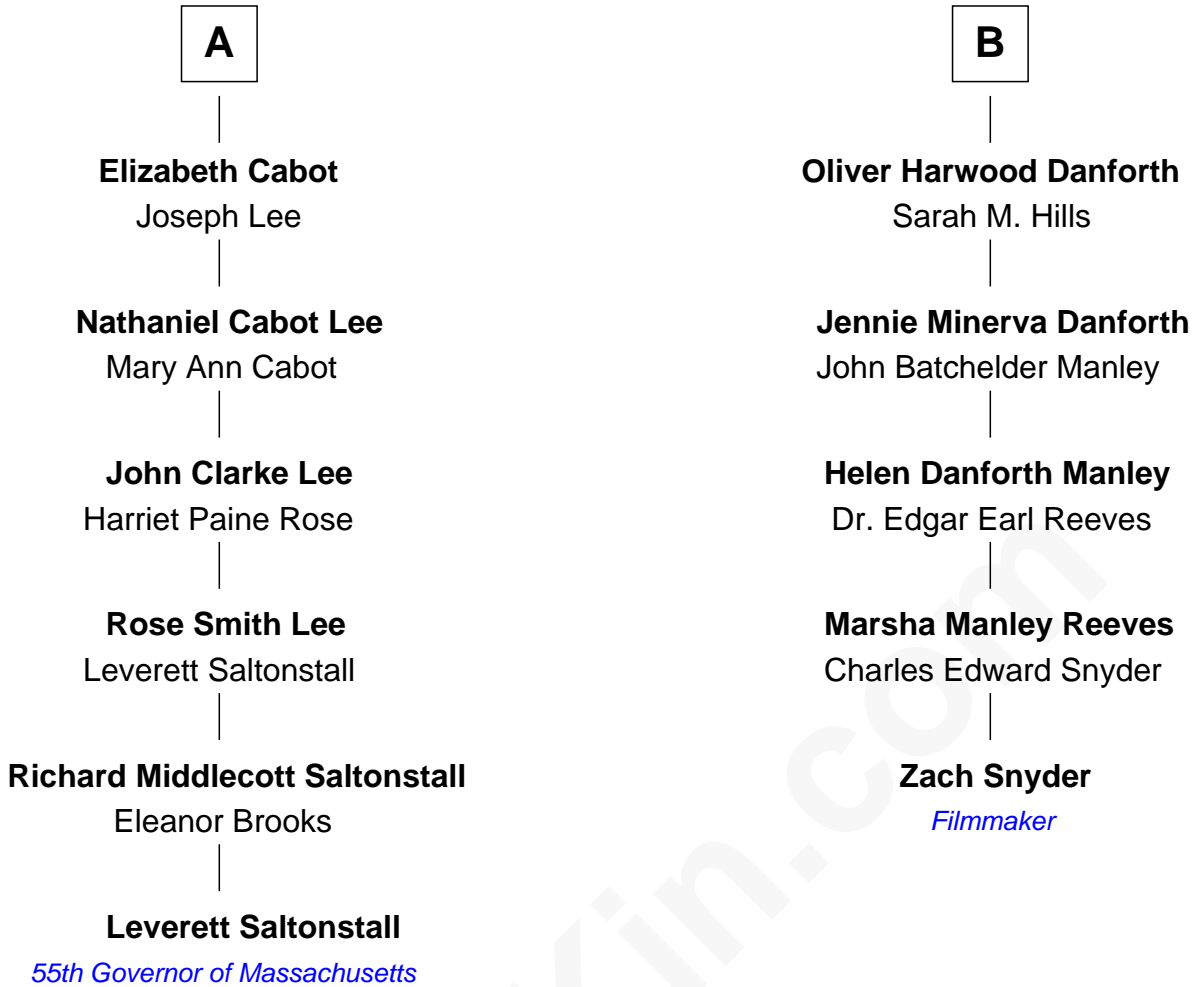 A
Elizabeth Cabot
Joseph Lee
Nathaniel Cabot Lee
Mary Ann Cabot
John Clarke Lee
Harriet Paine Rose
Rose Smith Lee
Leverett Saltonstall
Richard Middlecott Saltonstall
Eleanor Brooks
Leverett Saltonstall
55th Governor of Massachusetts
B
Oliver Harwood Danforth
Sarah M. Hills
Jennie Minerva Danforth
John Batchelder Manley
Helen Danforth Manley
Dr. Edgar Earl Reeves
Marsha Manley Reeves
Charles Edward Snyder
Zach Snyder
Filmmaker